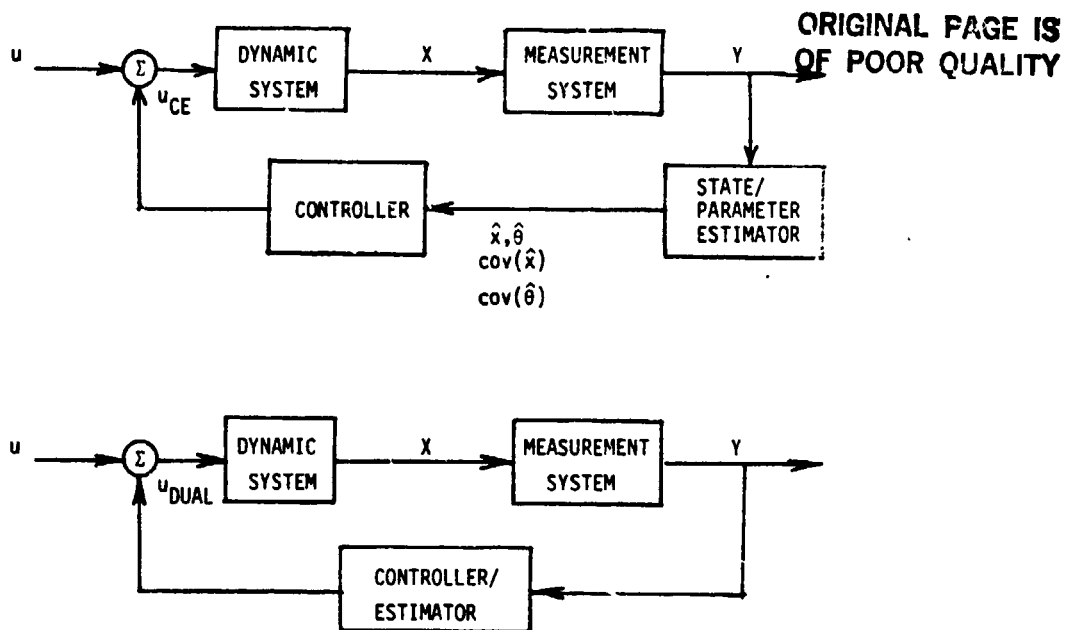 ORIGINAL PAGE IS
OF POOR QUALITY
u
Σ
u_CE
DYNAMIC
SYSTEM
X
MEASUREMENT
SYSTEM
Y
CONTROLLER
x̂, θ̂
cov(x̂)
cov(θ̂)
STATE/
PARAMETER
ESTIMATOR
u
Σ
u_DUAL
DYNAMIC
SYSTEM
X
MEASUREMENT
SYSTEM
Y
CONTROLLER/
ESTIMATOR